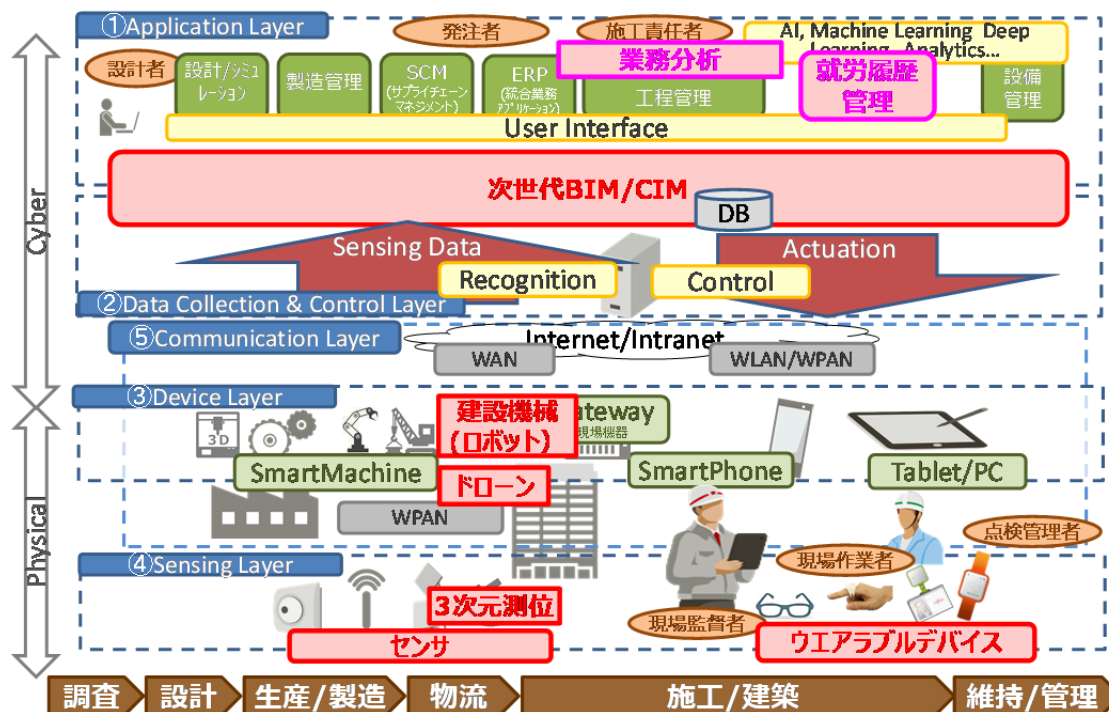 ①Application Layer
発注者
施工責任者
AI, Machine Learning Deep
Learning Analytics...
設計者
設計/シミュ
レーション
製造管理
SCM
(サプライチェーン
マネジメント)
ERP
(統合業務
アプリケーション)
業務分析
工程管理
就労履歴
管理
設備
管理
User Interface
次世代BIM/CIM
DB
Cyber
Sensing Data
Actuation
Recognition
Control
②Data Collection & Control Layer
⑤Communication Layer
Internet/Intranet
WAN
WLAN/WPAN
③Device Layer
3D
建設機械
(ロボット)
ateway
現場機器
SmartMachine
ドローン
SmartPhone
Tablet/PC
WPAN
Physical
点検管理者
④Sensing Layer
現場作業者
3次元測位
現場監督者
センサ
ウエアラブルデバイス
調査
設計
生産/製造
物流
施工/建築
維持/管理